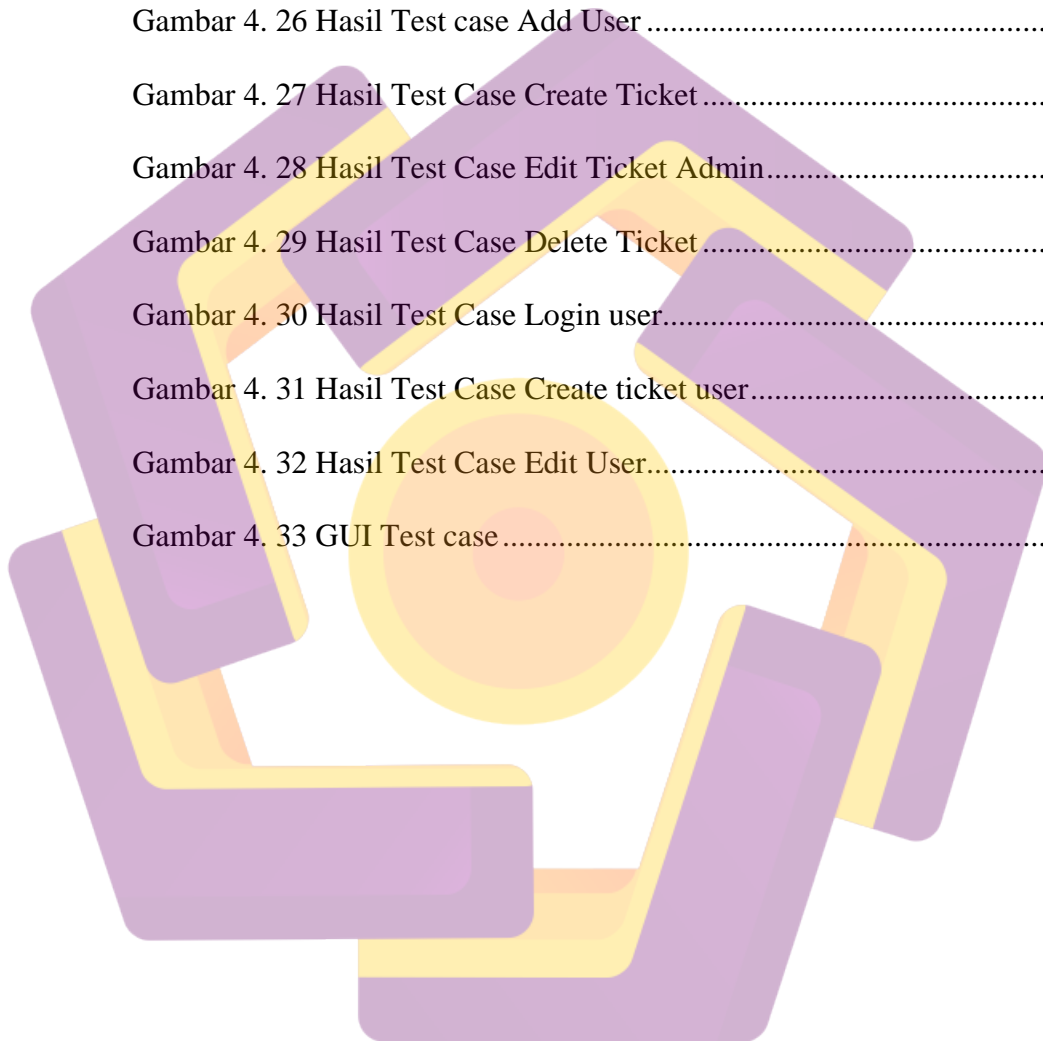 Gambar 4. 26 Hasil Test case Add User ................................................
Gambar 4. 27 Hasil Test Case Create Ticket ..........................................
Gambar 4. 28 Hasil Test Case Edit Ticket Admin..................................
Gambar 4. 29 Hasil Test Case Delete Ticket ..........................................
Gambar 4. 30 Hasil Test Case Login user...............................................
Gambar 4. 31 Hasil Test Case Create ticket user....................................
Gambar 4. 32 Hasil Test Case Edit User.................................................
Gambar 4. 33 GUI Test case ...................................................................